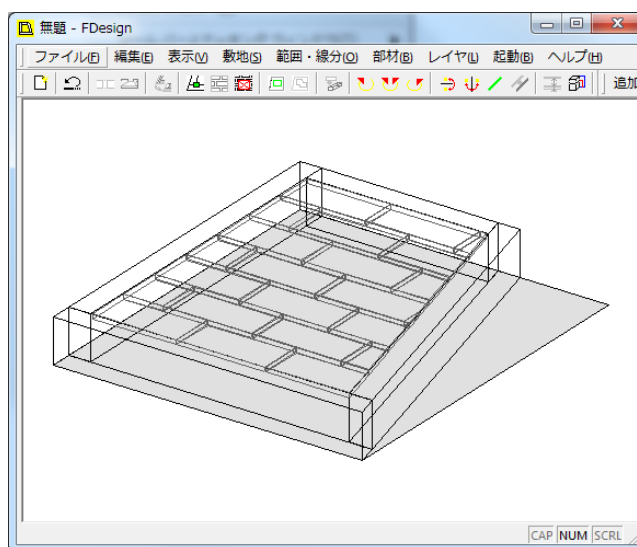 無題 - FDesign
ファイル(F) 編集(E) 表示(V) 敷地(S) 範囲・線分(O) 部材(B) レイヤ(L) 起動(B) ヘルプ(H)
追加
CAP NUM SCRL